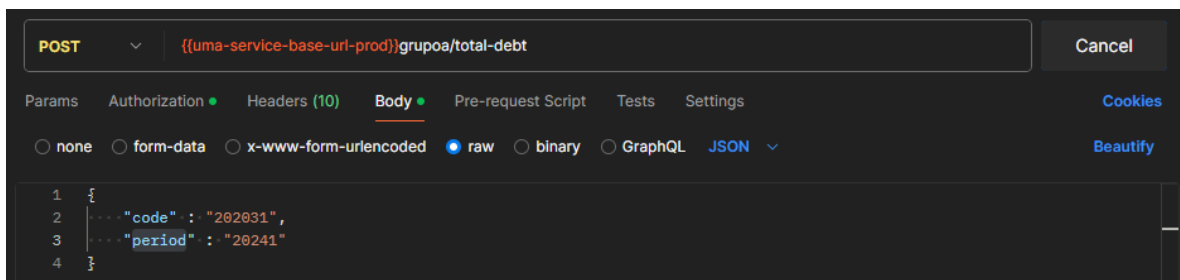 POST {{uma-service-base-url-prod}}grupoa/total-debt Cancel
Params Authorization Headers (10) Body Pre-request Script Tests Settings Cookies
none form-data x-www-form-urlencoded raw binary GraphQL JSON Beautify
1 {
2 "code" : "202031",
3 "period" : "20241"
4 }